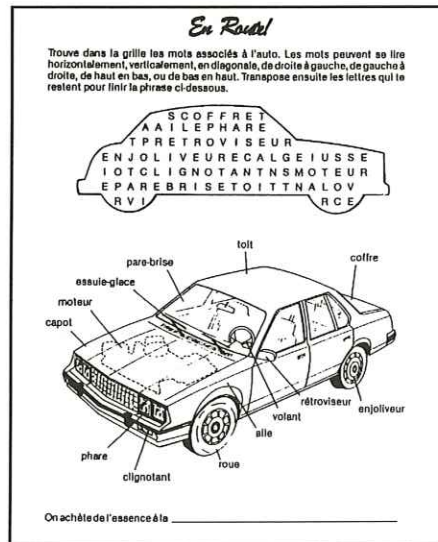 En Route!
Trouve dans la grille les mots associés à l'auto. Les mots peuvent se lire
horizontalement, verticalement, en diagonale, de droite à gauche, de gauche à
droite, de haut en bas, ou de bas en haut. Transpose ensuite les lettres qui te
restent pour finir la phrase ci-dessous.
S C O F F R E T
A A I L E P H A R E
T P R E T R O V I S E U R
E N J O L I V E U R E C A L G E I U S S E
I O T C L I G N O T A N T N S M O T E U R
E P A R E B R I S E T O I T T N A L O V
R V I R C E
toit
pare-brise
coffre
essuie-glace
moteur
capot
enjoliveur
rétroviseur
volant
aile
phare
roue
clignotant
On achète de l'essence à la